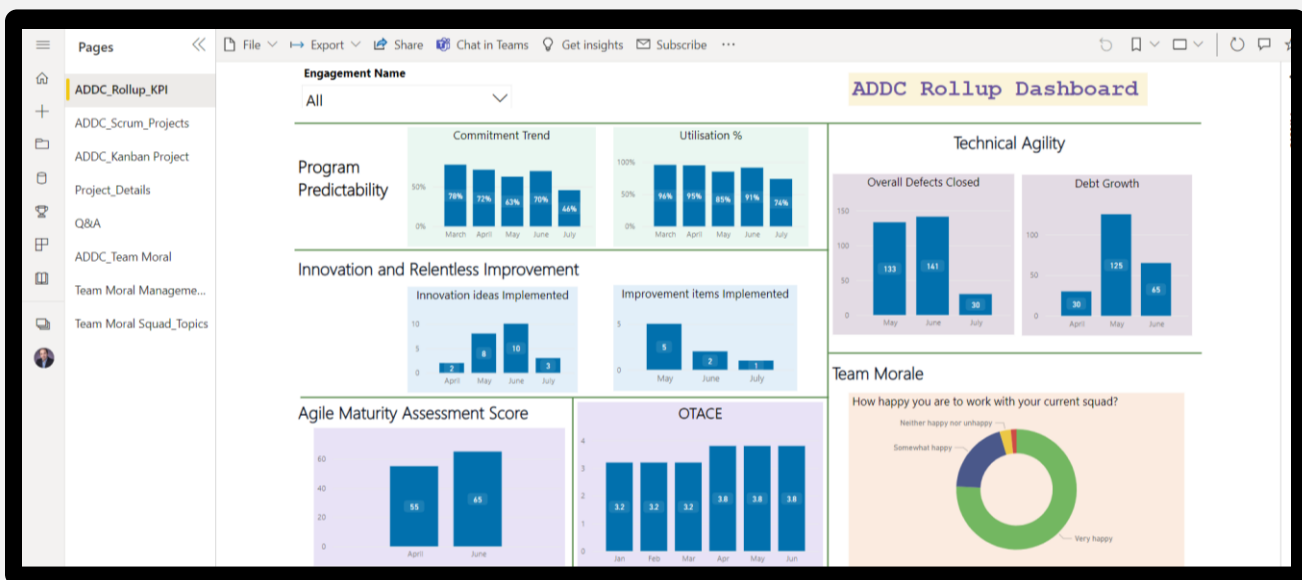 Pages
File
Export
Share
Chat in Teams
Get insights
Subscribe
ADDC_Rollup_KPI
ADDC_Scrum_Projects
ADDC_Kanban Project
Project_Details
Q&A
ADDC_Team Moral
Team Moral Manageme...
Team Moral Squad_Topics
Engagement Name
All
ADDC Rollup Dashboard
Program
Predictability
Commitment Trend
50%
0%
78% 72% 63% 70%
March April May June July
Utilisation %
100%
50%
0%
96% 95% 85% 91% 74%
March April May June July
Technical Agility
Overall Defects Closed
150
100
50
0
133 141 30
May June July
Debt Growth
100
50
0
30 125 65
April May June
Innovation and Relentless Improvement
Innovation ideas Implemented
10
5
0
2 8 10 3
April May June July
Improvement items Implemented
5
0
5 2 1
May June July
Agile Maturity Assessment Score
60
40
20
0
55 65
April June
OTACE
4
3
2
1
0
3.2 3.2 3.2 3.8 3.8 3.8
Jan Feb Mar Apr May Jun
Team Morale
How happy you are to work with your current squad?
Neither happy nor unhappy
Somewhat happy
Very happy